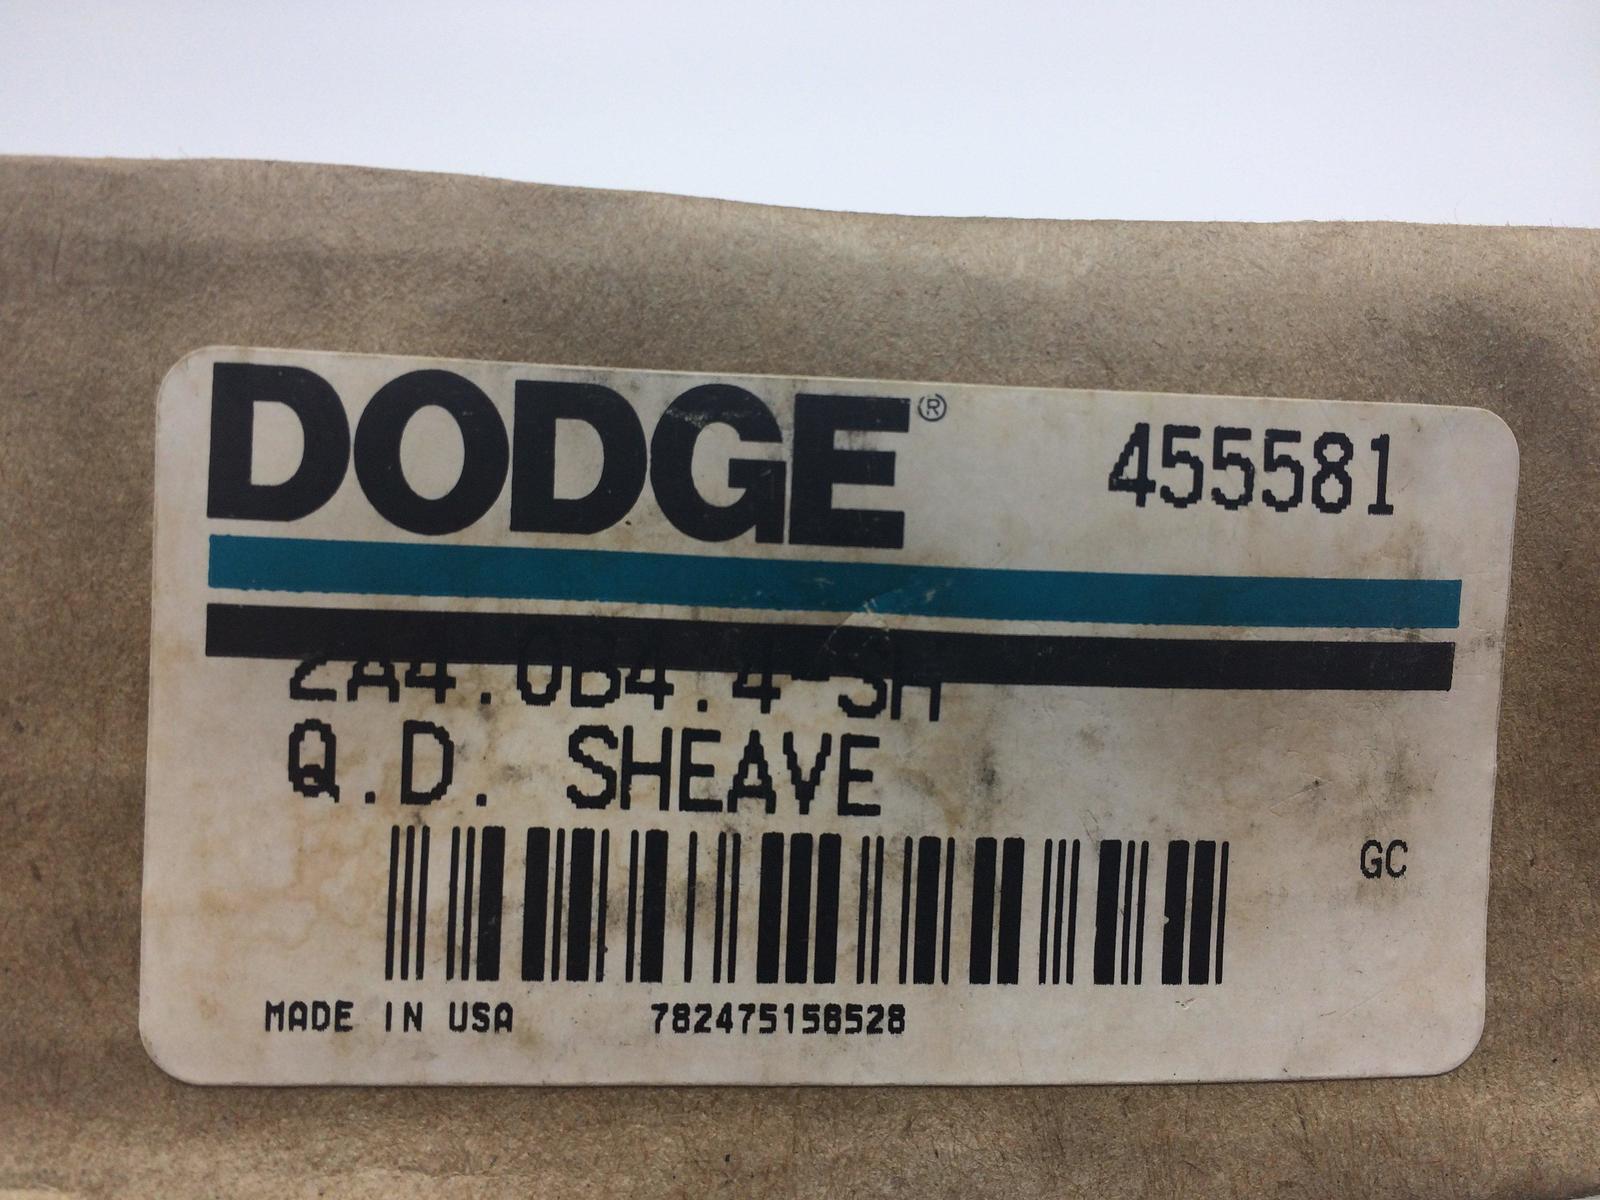 DODGE® 455581
2A4.0B4.4-SH
Q.D. SHEAVE
GC
MADE IN USA 782475158528